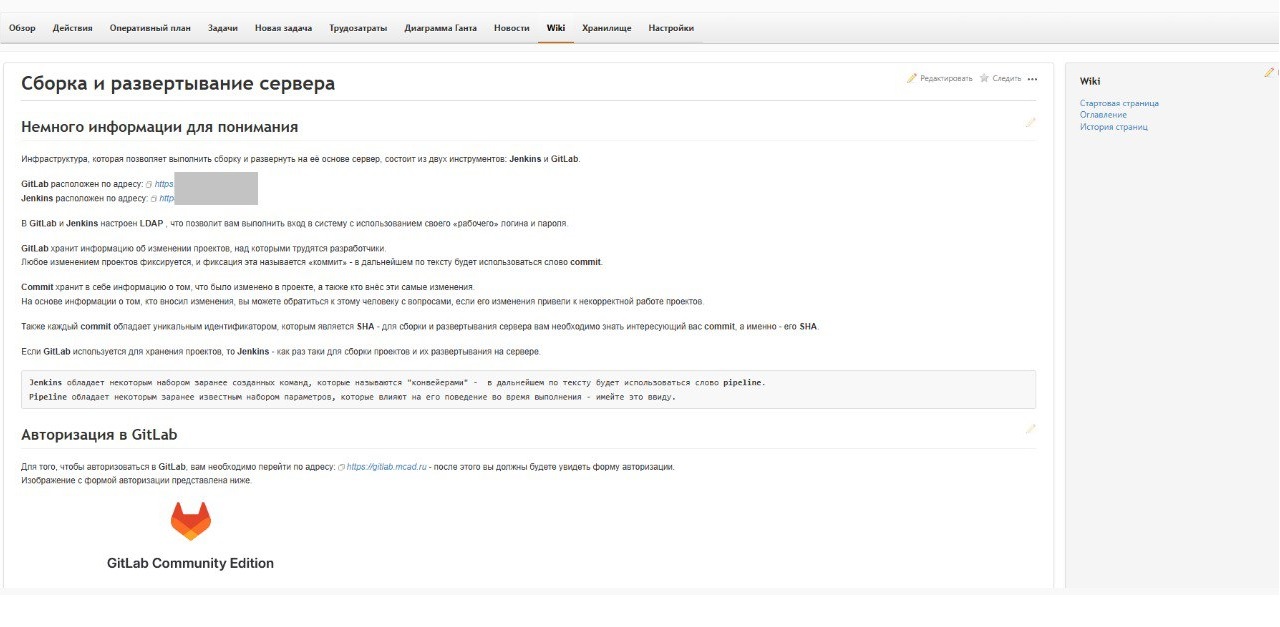 Обзор Действия Оперативный план Задачи Новая задача Трудозатраты Диаграмма Ганта Новости Wiki Хранилище Настройки
Сборка и развертывание сервера
Редактировать Следить •••
Немного информации для понимания
Инфраструктура, которая позволяет выполнить сборку и развернуть на её основе сервер, состоит из двух инструментов: Jenkins и GitLab.
GitLab расположен по адресу: https
Jenkins расположен по адресу: http
В GitLab и Jenkins настроен LDAP , что позволит вам выполнить вход в систему с использованием своего «рабочего» логина и пароля.
GitLab хранит информацию об изменении проектов, над которыми трудятся разработчики.
Любое изменением проектов фиксируется, и фиксация эта называется «коммит» - в дальнейшем по тексту будет использоваться слово commit.
Commit хранит в себе информацию о том, что было изменено в проекте, а также кто внёс эти самые изменения.
На основе информации о том, кто вносил изменения, вы можете обратиться к этому человеку с вопросами, если его изменения привели к некорректной работе проектов.
Также каждый commit обладает уникальным идентификатором, которым является SHA - для сборки и развертывания сервера вам необходимо знать интересующий вас commit, а именно - его SHA.
Если GitLab используется для хранения проектов, то Jenkins - как раз таки для сборки проектов и их развертывания на сервере.
Jenkins обладает некоторым набором заранее созданных команд, которые называются "конвейерами" - в дальнейшем по тексту будет использоваться слово pipeline.
Pipeline обладает некоторым заранее известным набором параметров, которые влияют на его поведение во время выполнения - имейте это ввиду.
Авторизация в GitLab
Для того, чтобы авторизоваться в GitLab, вам необходимо перейти по адресу: https://gitlab.mcad.ru - после этого вы должны будете увидеть форму авторизации.
Изображение с формой авторизации представлена ниже.
GitLab Community Edition
Wiki
Стартовая страница
Оглавление
История страниц